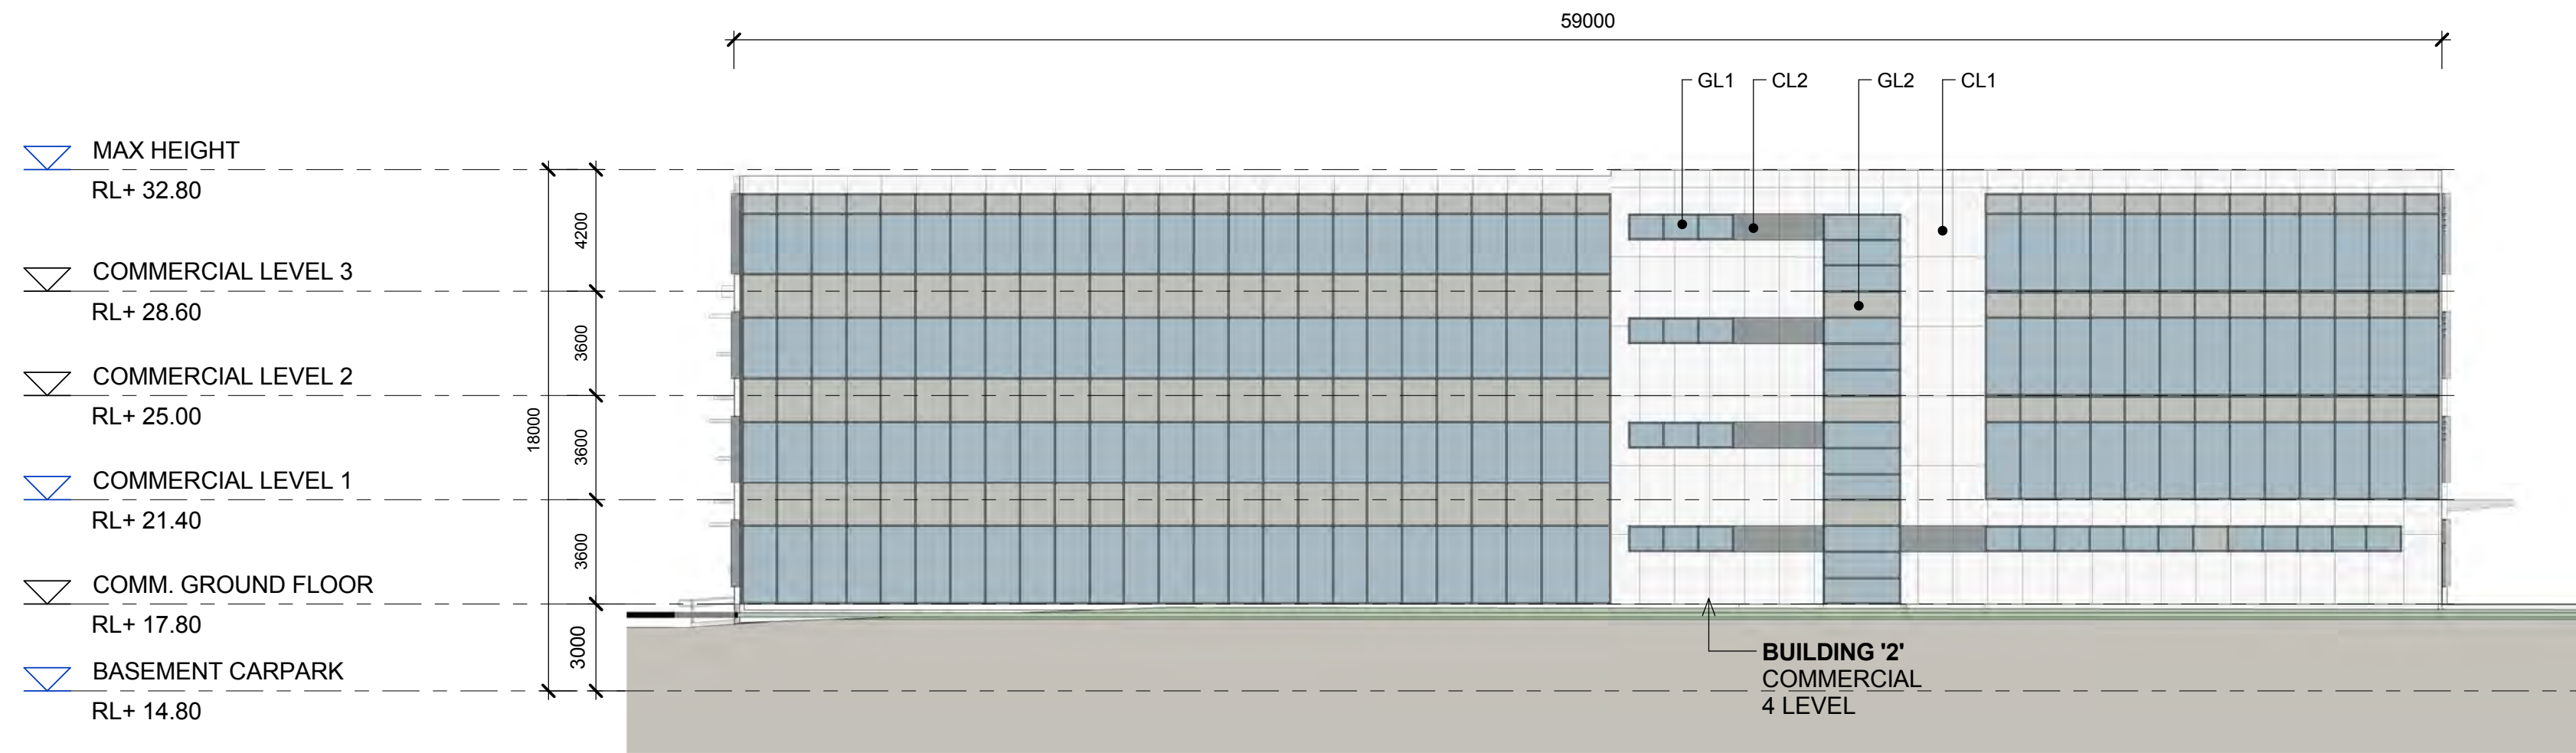 59000
GL1
CL2
GL2
CL1
MAX HEIGHT
RL+ 32.80
4200
COMMERCIAL LEVEL 3
RL+ 28.60
3600
COMMERCIAL LEVEL 2
RL+ 25.00
18000
3600
COMMERCIAL LEVEL 1
RL+ 21.40
3600
COMM. GROUND FLOOR
RL+ 17.80
3000
BASEMENT CARPARK
RL+ 14.80
BUILDING '2'
COMMERCIAL
4 LEVEL